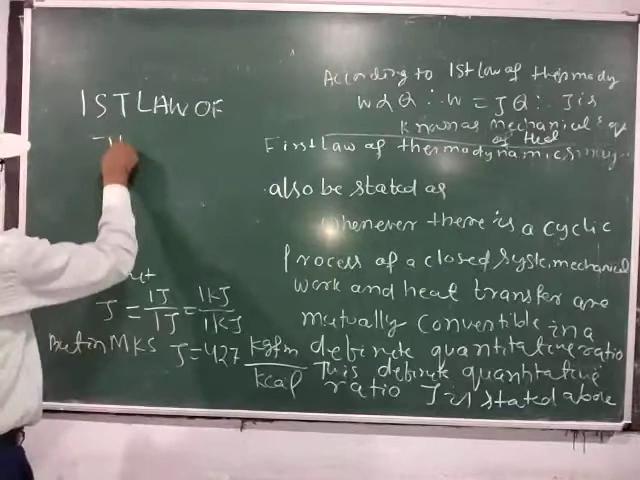 1ST LAW OF
TH
J = 1J/1J = 1KJ/1KJ
But in MKS J = 427 kgfm/kcal
According to 1st law of thermody
W α Q ∴ W = J Q ∴ J is
known as mechanical eq
of heat
First law of thermodynamics may
also be stated as
Whenever there is a cyclic
Process of a closed syste, mechanical
work and heat transfer are
mutually convertible in a
definite quantitative ratio
This definite quantitative
ratio J is stated above